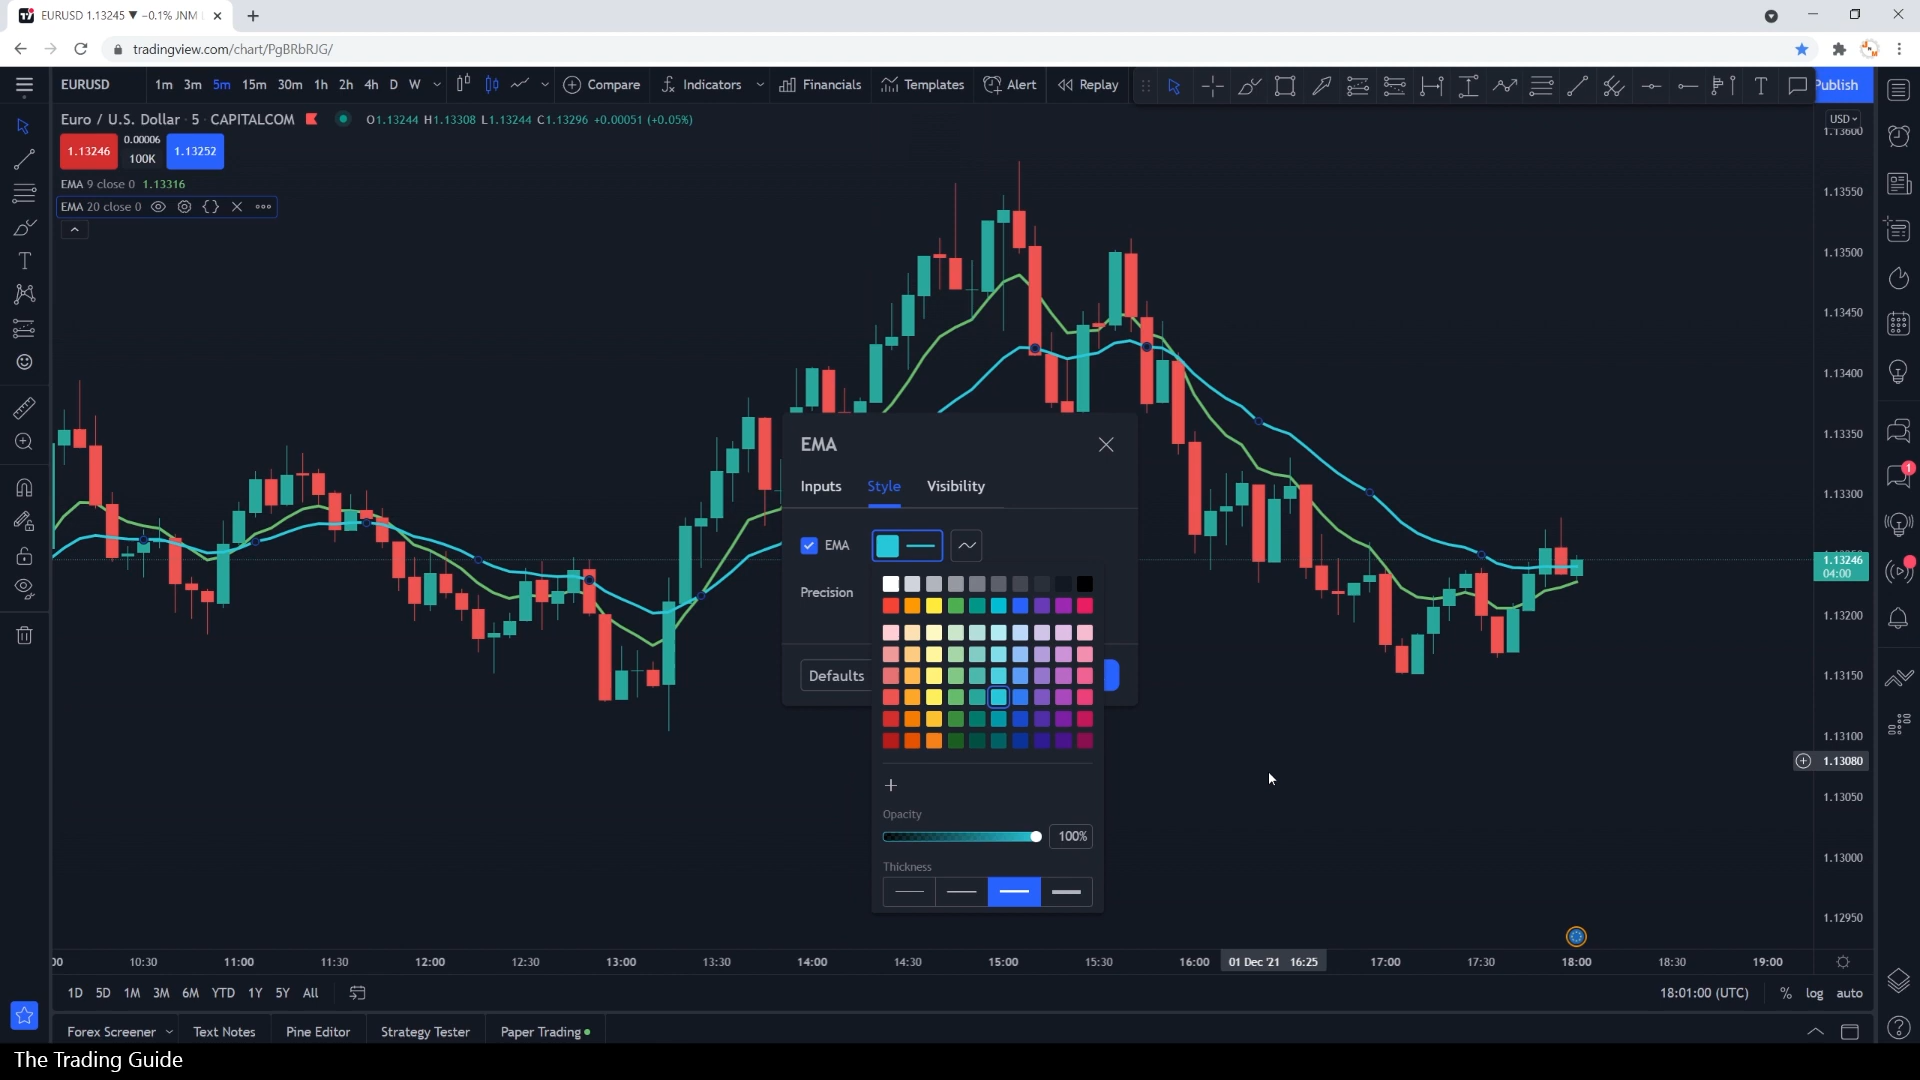 EURUSD 1.13245 ▼ −0.1% JNM
tradingview.com/chart/PgBRbRJG/
EURUSD 1m 3m 5m 15m 30m 1h 2h 4h D W Compare Indicators Financials Templates Alert Replay Publish
Euro / U.S. Dollar · 5 · CAPITALCOM O1.13244 H1.13308 L1.13244 C1.13296 +0.00051 (+0.05%)
USD
1.13600
1.13246 0.00006 100K 1.13252
EMA 9 close 0 1.13316
EMA 20 close 0
1.13550
1.13500
1.13450
1.13400
1.13350
1.13300
1.13246
04:00
1.13200
1.13150
1.13100
1.13080
1.13050
1.13000
1.12950
EMA
Inputs Style Visibility
EMA
Precision
Defaults
Opacity
100%
Thickness
1
00 10:30 11:00 11:30 12:00 12:30 13:00 13:30 14:00 14:30 15:00 15:30 16:00 01 Dec '21 16:25 17:00 17:30 18:00 18:30 19:00
1D 5D 1M 3M 6M YTD 1Y 5Y All 18:01:00 (UTC) % log auto
Forex Screener Text Notes Pine Editor Strategy Tester Paper Trading
The Trading Guide